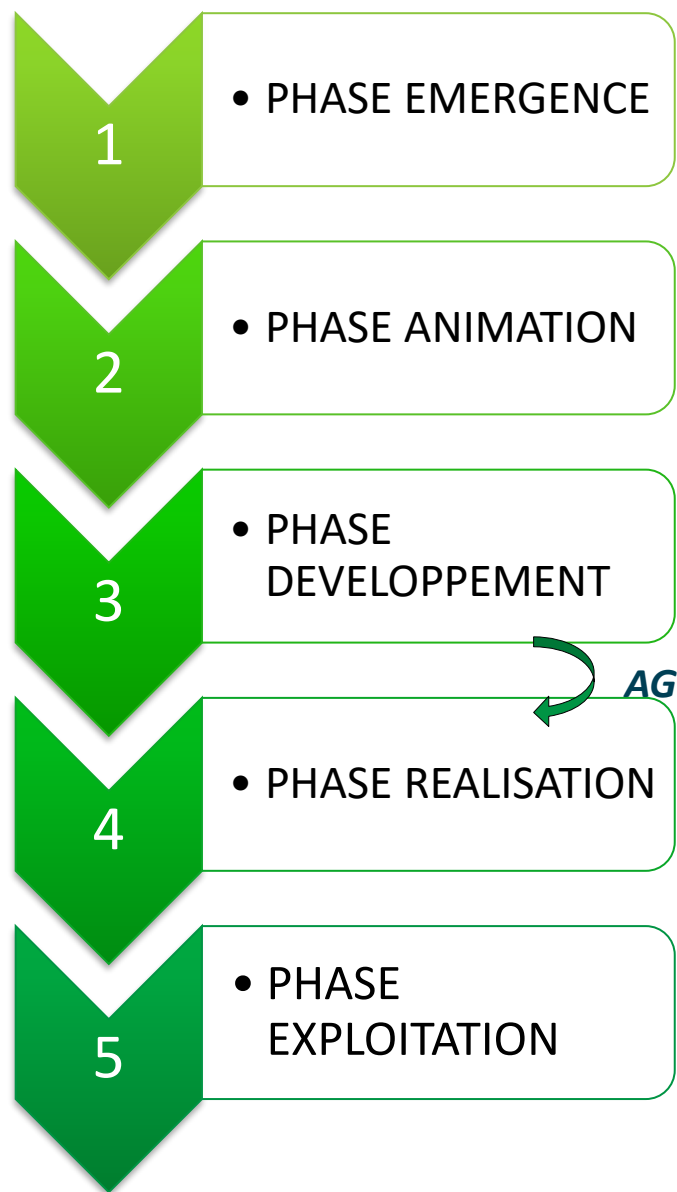 1
• PHASE EMERGENCE
2
• PHASE ANIMATION
3
• PHASE
DEVELOPPEMENT
AG
4
• PHASE REALISATION
5
• PHASE
EXPLOITATION